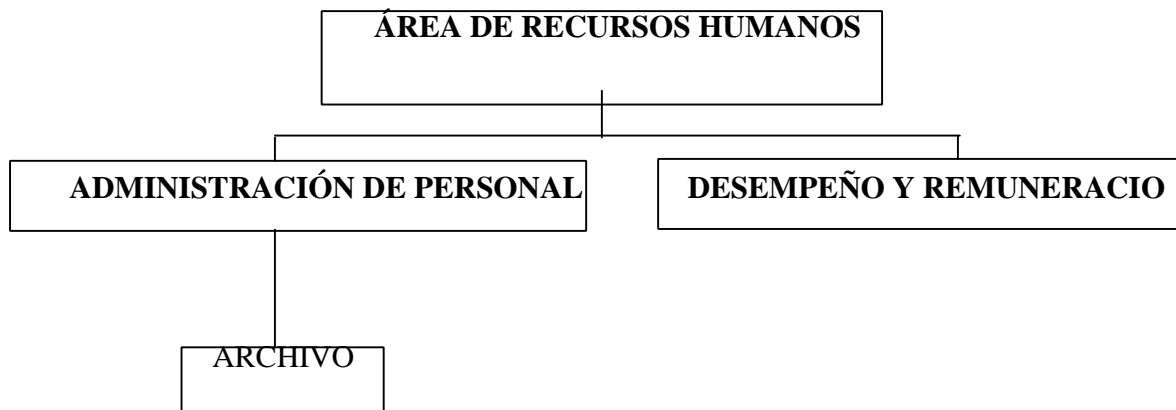 ÁREA DE RECURSOS HUMANOS
ADMINISTRACIÓN DE PERSONAL
DESEMPEÑO Y REMUNERACIO
ARCHIVO